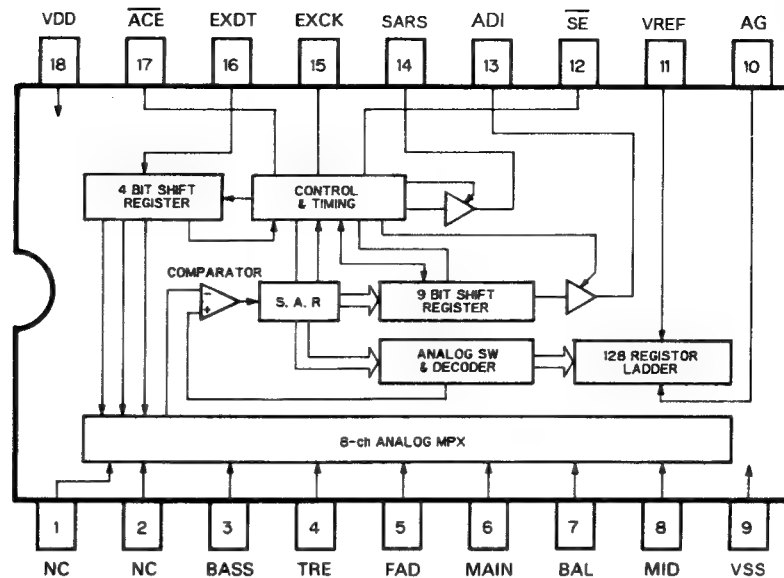 VDD ACE EXDT EXCK SARS ADI SE VREF AG
18 17 16 15 14 13 12 11 10
4 BIT SHIFT
REGISTER
CONTROL
& TIMING
COMPARATOR
−
+
S. A. R
9 BIT SHIFT
REGISTER
ANALOG SW
& DECODER
128 REGISTOR
LADDER
8-ch ANALOG MPX
1 2 3 4 5 6 7 8 9
NC NC BASS TRE FAD MAIN BAL MID VSS